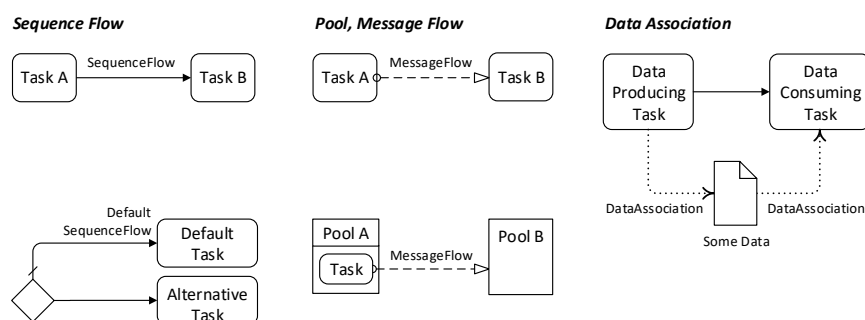 Sequence Flow
Task A
SequenceFlow
Task B
Default
SequenceFlow
Default
Task
Alternative
Task
Pool, Message Flow
Task A
MessageFlow
Task B
Pool A
Task
MessageFlow
Pool B
Data Association
Data
Producing
Task
Data
Consuming
Task
DataAssociation
DataAssociation
Some Data